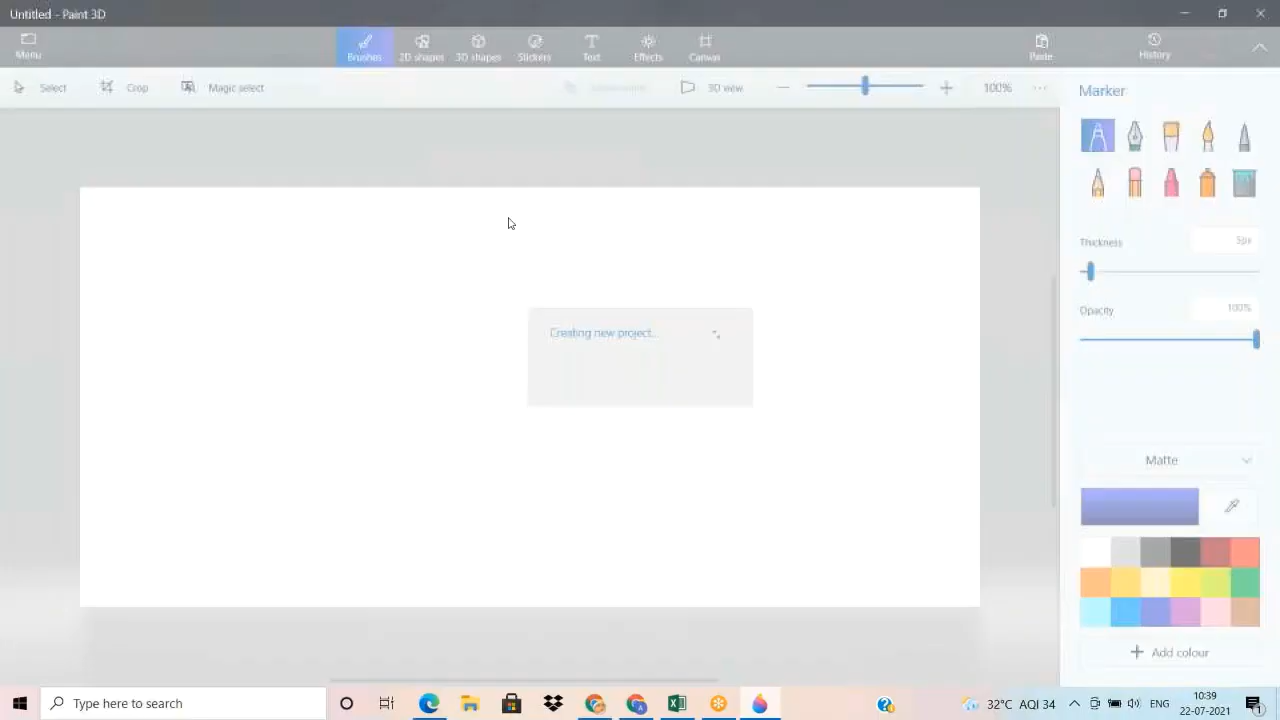 Untitled - Paint 3D
Menu
Brushes
2D shapes
3D shapes
Stickers
Text
Effects
Canvas
Paste
History
Select
Crop
Magic select
3D view
100%
Marker
Thickness
5px
Opacity
100%
Creating new project...
Matte
Add colour
Type here to search
32°C AQI 34
ENG
10:39
22-07-2021